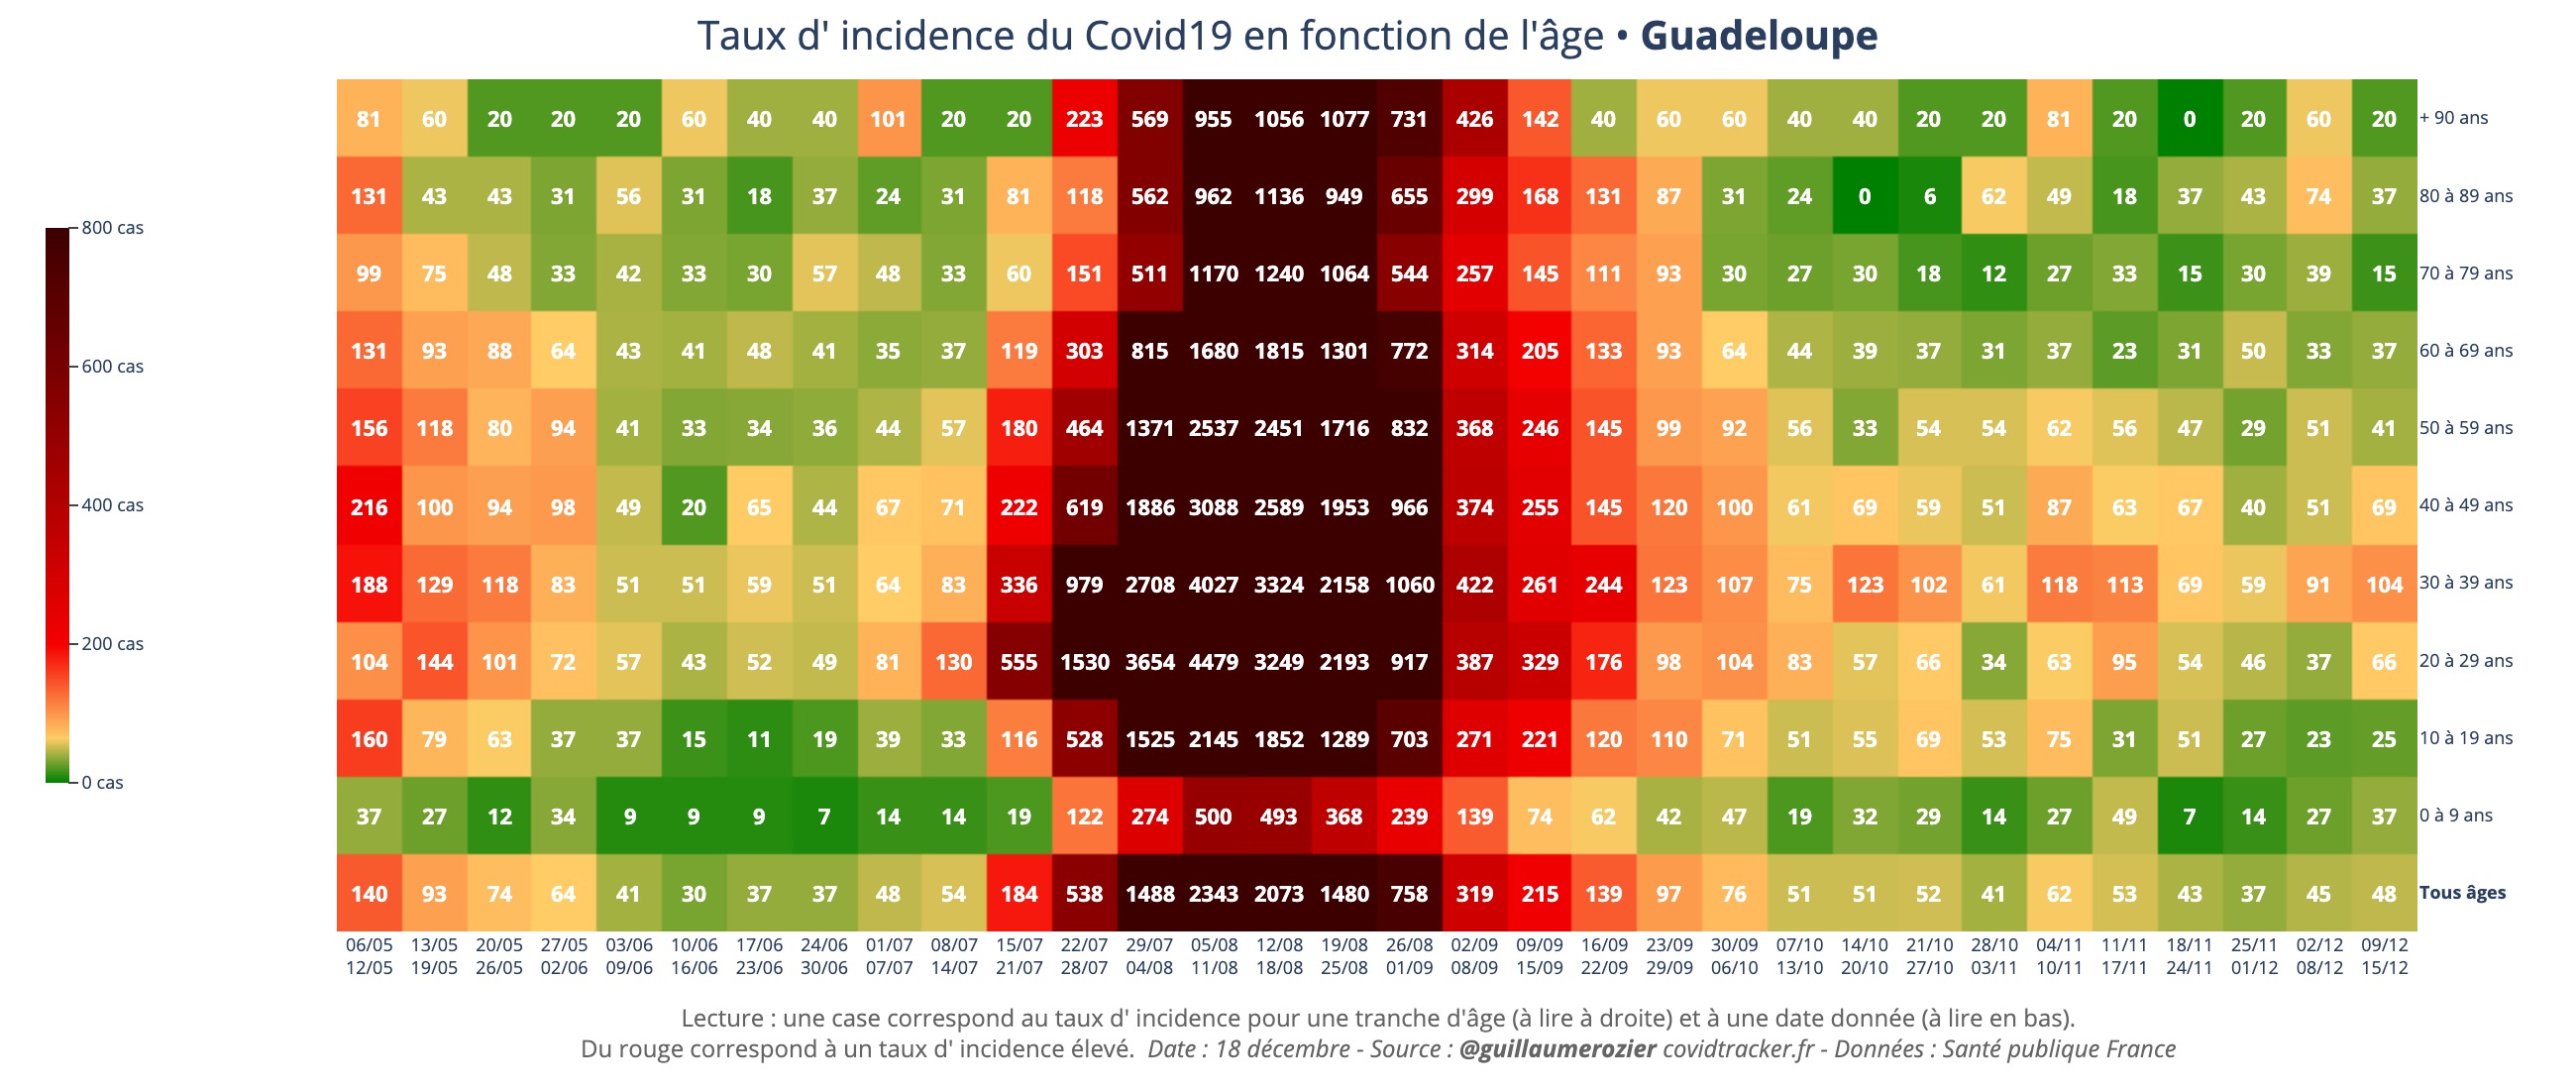 Taux d' incidence du Covid19 en fonction de l'âge • Guadeloupe
800 cas
600 cas
400 cas
200 cas
0 cas
81 60 20 20 20 60 40 40 101 20 20 223 569 955 1056 1077 731 426 142 40 60 60 40 40 20 20 81 20 0 20 60 20 + 90 ans
131 43 43 31 56 31 18 37 24 31 81 118 562 962 1136 949 655 299 168 131 87 31 24 0 6 62 49 18 37 43 74 37 80 à 89 ans
99 75 48 33 42 33 30 57 48 33 60 151 511 1170 1240 1064 544 257 145 111 93 30 27 30 18 12 27 33 15 30 39 15 70 à 79 ans
131 93 88 64 43 41 48 41 35 37 119 303 815 1680 1815 1301 772 314 205 133 93 64 44 39 37 31 37 23 31 50 33 37 60 à 69 ans
156 118 80 94 41 33 34 36 44 57 180 464 1371 2537 2451 1716 832 368 246 145 99 92 56 33 54 54 62 56 47 29 51 41 50 à 59 ans
216 100 94 98 49 20 65 44 67 71 222 619 1886 3088 2589 1953 966 374 255 145 120 100 61 69 59 51 87 63 67 40 51 69 40 à 49 ans
188 129 118 83 51 51 59 51 64 83 336 979 2708 4027 3324 2158 1060 422 261 244 123 107 75 123 102 61 118 113 69 59 91 104 30 à 39 ans
104 144 101 72 57 43 52 49 81 130 555 1530 3654 4479 3249 2193 917 387 329 176 98 104 83 57 66 34 63 95 54 46 37 66 20 à 29 ans
160 79 63 37 37 15 11 19 39 33 116 528 1525 2145 1852 1289 703 271 221 120 110 71 51 55 69 53 75 31 51 27 23 25 10 à 19 ans
37 27 12 34 9 9 9 7 14 14 19 122 274 500 493 368 239 139 74 62 42 47 19 32 29 14 27 49 7 14 27 37 0 à 9 ans
140 93 74 64 41 30 37 37 48 54 184 538 1488 2343 2073 1480 758 319 215 139 97 76 51 51 52 41 62 53 43 37 45 48 Tous âges
06/05 13/05 20/05 27/05 03/06 10/06 17/06 24/06 01/07 08/07 15/07 22/07 29/07 05/08 12/08 19/08 26/08 02/09 09/09 16/09 23/09 30/09 07/10 14/10 21/10 28/10 04/11 11/11 18/11 25/11 02/12 09/12
12/05 19/05 26/05 02/06 09/06 16/06 23/06 30/06 07/07 14/07 21/07 28/07 04/08 11/08 18/08 25/08 01/09 08/09 15/09 22/09 29/09 06/10 13/10 20/10 27/10 03/11 10/11 17/11 24/11 01/12 08/12 15/12
Lecture : une case correspond au taux d' incidence pour une tranche d'âge (à lire à droite) et à une date donnée (à lire en bas).
Du rouge correspond à un taux d' incidence élevé. Date : 18 décembre - Source : @guillaumerozier covidtracker.fr - Données : Santé publique France